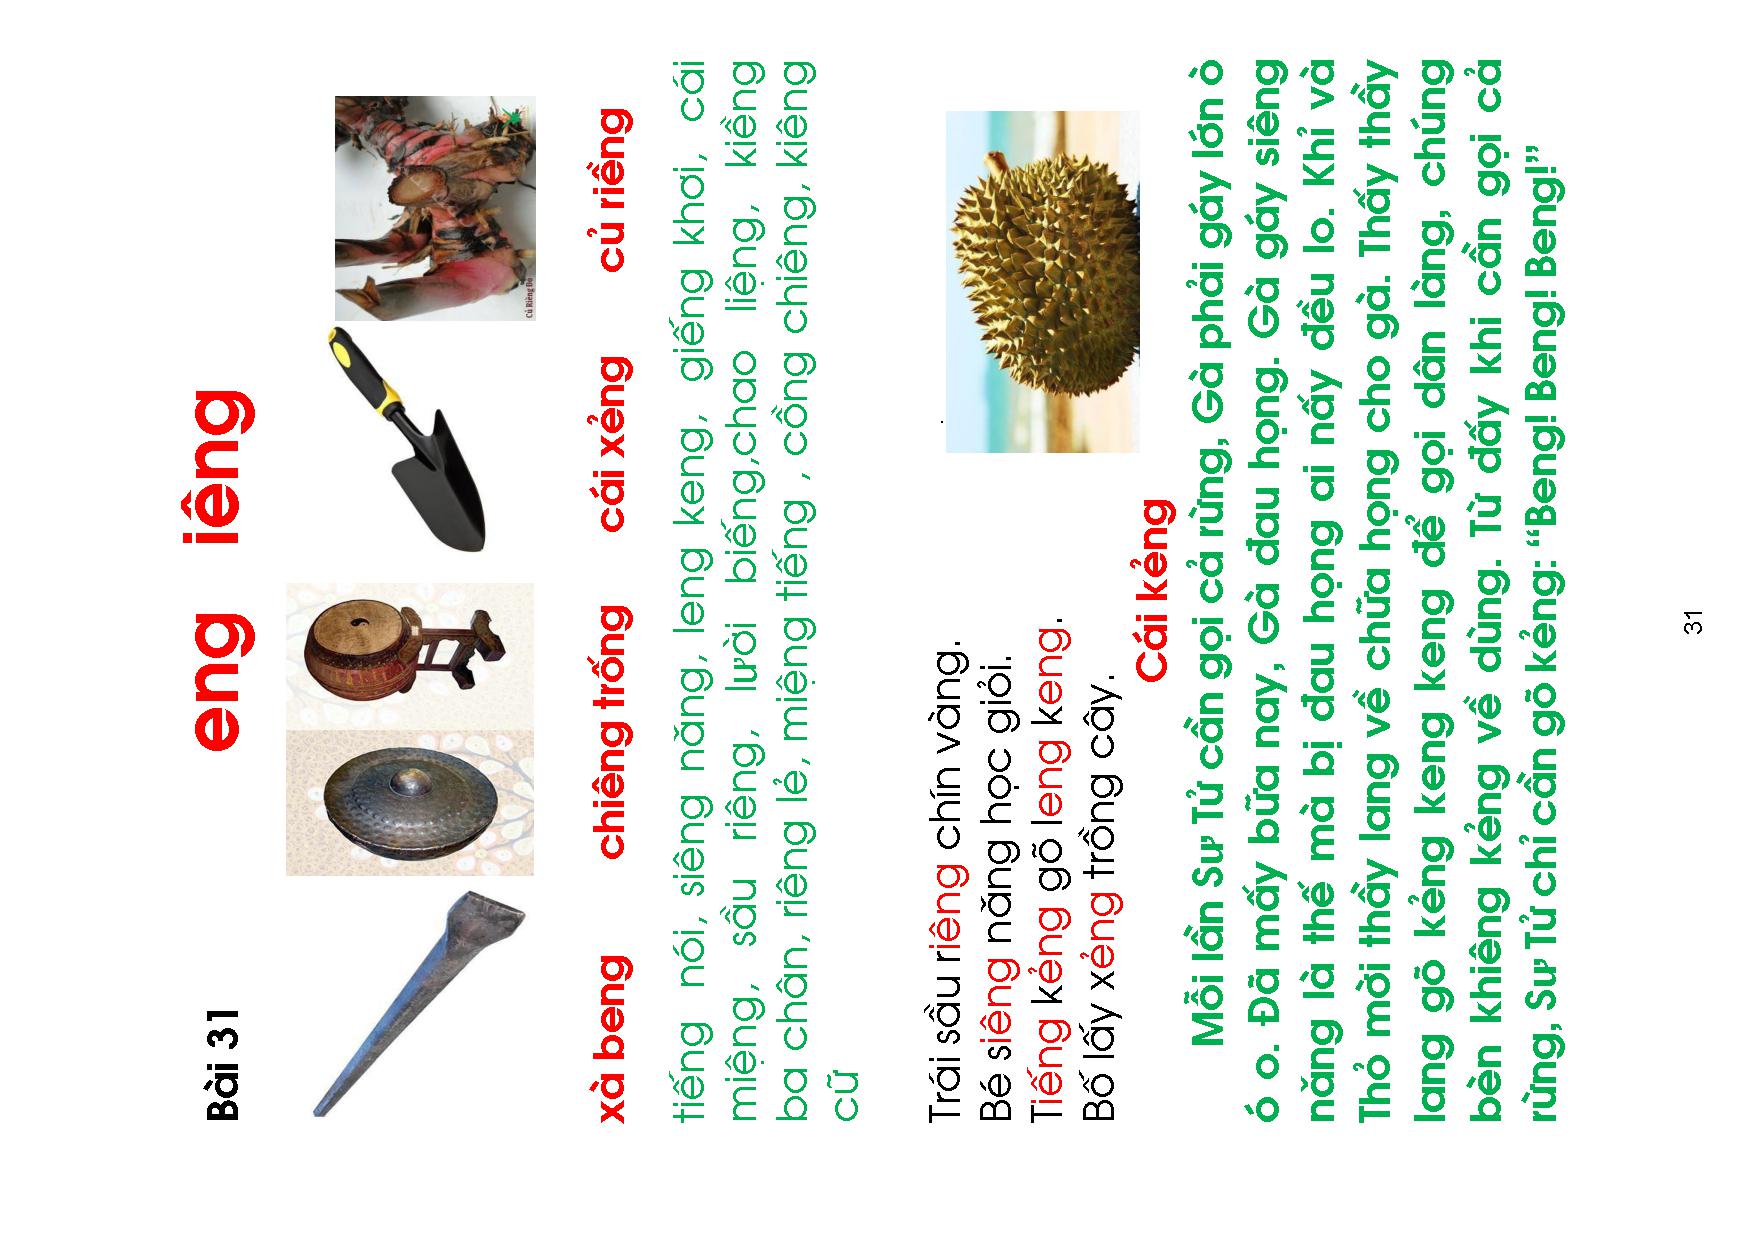 Bài 31 eng iêng
Củ Riềng Đỏ
xà beng chiêng trống cái xẻng củ riềng
tiếng nói, siêng năng, leng keng, giếng khơi, cái
miệng, sầu riêng, lười biếng,chao liệng, kiềng
ba chân, riêng lẻ, miệng tiếng , cồng chiêng, kiêng
cữ
Trái sầu riêng chín vàng.
Bé siêng năng học giỏi.
Tiếng kẻng gõ leng keng.
Bố lấy xẻng trồng cây.
Cái kẻng
Mỗi lần Sư Tử cần gọi cả rừng, Gà phải gáy lớn ò
ó o. Đã mấy bữa nay, Gà đau họng. Gà gáy siêng
năng là thế mà bị đau họng ai nấy đều lo. Khỉ và
Thỏ mời thầy lang về chữa họng cho gà. Thấy thầy
lang gõ kẻng keng keng để gọi dân làng, chúng
bèn khiêng kẻng về dùng. Từ đấy khi cần gọi cả
rừng, Sư Tử chỉ cần gõ kẻng: “Beng! Beng! Beng!”
31